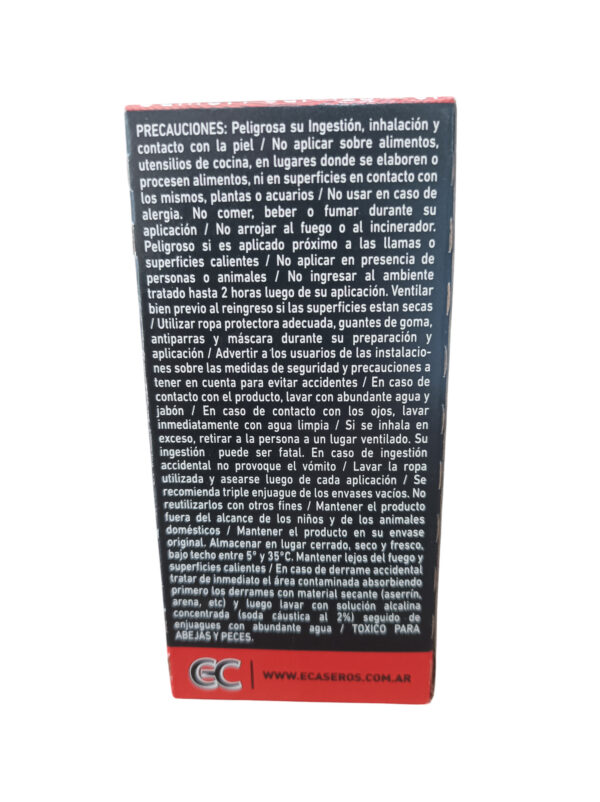 PRECAUCIONES: Peligrosa su Ingestión, inhalación y
contacto con la piel / No aplicar sobre alimentos,
utensilios de cocina, en lugares donde se elaboren o
procesen alimentos, ni en superficies en contacto con
los mismos, plantas o acuarios / No usar en caso de
alergia. No comer, beber o fumar durante su
aplicación / No arrojar al fuego o al incinerador.
Peligroso si es aplicado próximo a las llamas o
superficies calientes / No aplicar en presencia de
personas o animales / No ingresar al ambiente
tratado hasta 2 horas luego de su aplicación. Ventilar
bien previo al reingreso si las superficies estan secas
/ Utilizar ropa protectora adecuada, guantes de goma,
antiparras y máscara durante su preparación y
aplicación / Advertir a los usuarios de las instalacio-
nes sobre las medidas de seguridad y precauciones a
tener en cuenta para evitar accidentes / En caso de
contacto con el producto, lavar con abundante agua y
jabón / En caso de contacto con los ojos, lavar
inmediatamente con agua limpia / Si se inhala en
exceso, retirar a la persona a un lugar ventilado. Su
ingestión puede ser fatal. En caso de ingestión
accidental no provoque el vómito / Lavar la ropa
utilizada y asearse luego de cada aplicación / Se
recomienda triple enjuague de los envases vacíos. No
reutilizarlos con otros fines / Mantener el producto
fuera del alcance de los niños y de los animales
domésticos / Mantener el producto en su envase
original. Almacenar en lugar cerrado, seco y fresco,
bajo techo entre 5° y 35°C. Mantener lejos del fuego y
superficies calientes / En caso de derrame accidental
tratar de inmediato el área contaminada absorbiendo
primero los derrames con material secante (aserrín,
arena, etc) y luego lavar con solución alcalina
concentrada (soda cáustica al 2%) seguido de
enjuagues con abundante agua / TOXICO PARA
ABEJAS Y PECES.
GC | WWW.ECASEROS.COM.AR